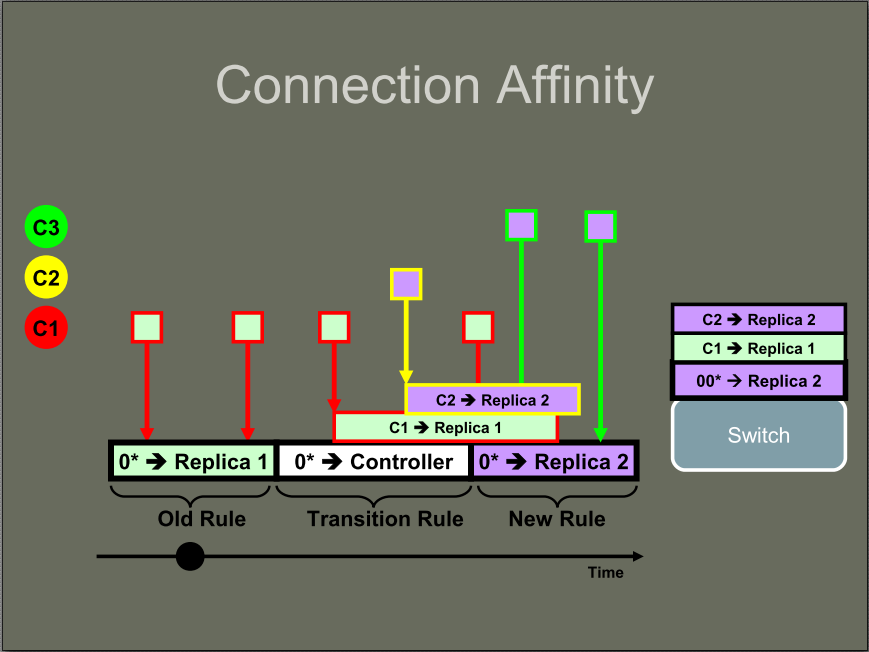 Connection Affinity
C3
C2
C1
C2 ➔ Replica 2
C1 ➔ Replica 1
00* → Replica 2
Switch
C2 ➔ Replica 2
C1 ➔ Replica 1
0* ➔ Replica 1
0* ➔ Controller
0* ➔ Replica 2
Old Rule
Transition Rule
New Rule
Time